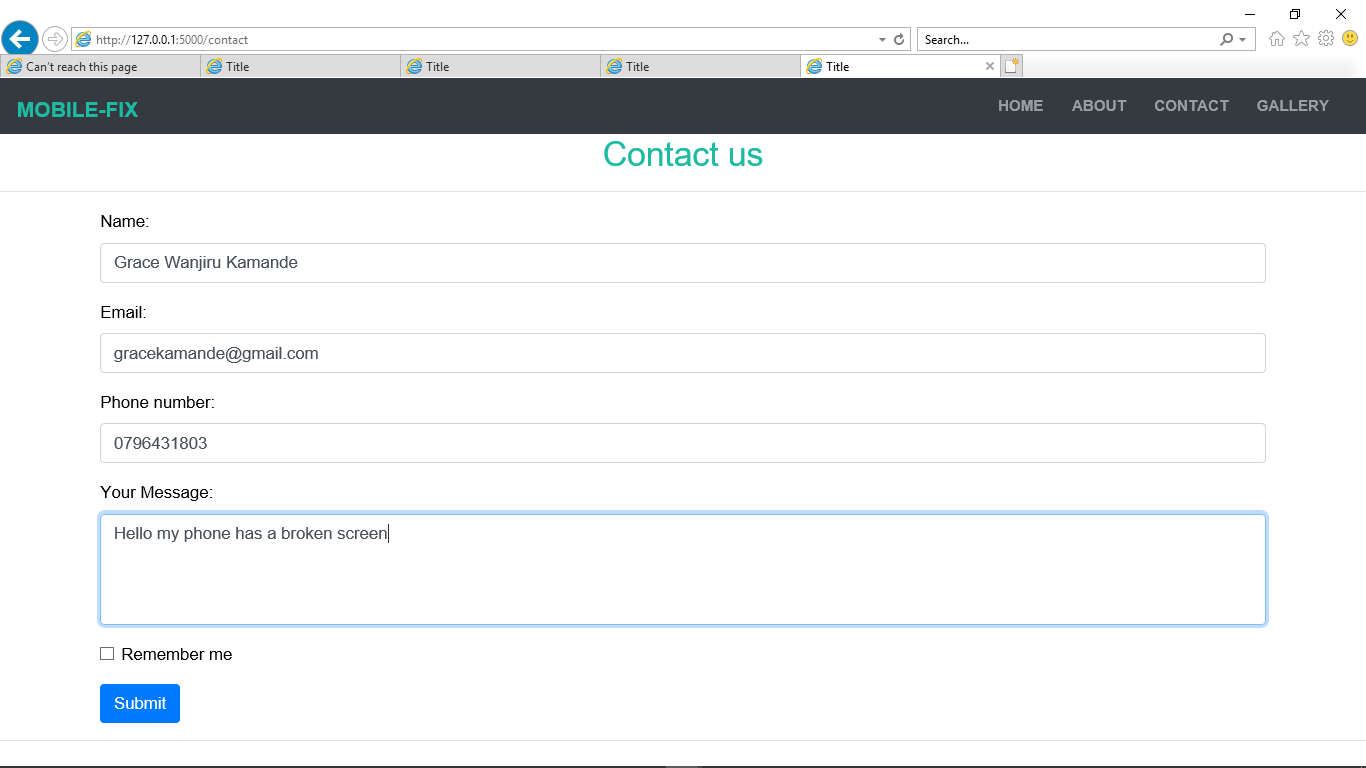 http://127.0.0.1:5000/contact
Search...
Can't reach this page
Title
Title
Title
Title
MOBILE-FIX
HOME
ABOUT
CONTACT
GALLERY
Contact us
Name:
Grace Wanjiru Kamande
Email:
gracekamande@gmail.com
Phone number:
0796431803
Your Message:
Hello my phone has a broken screen
Remember me
Submit